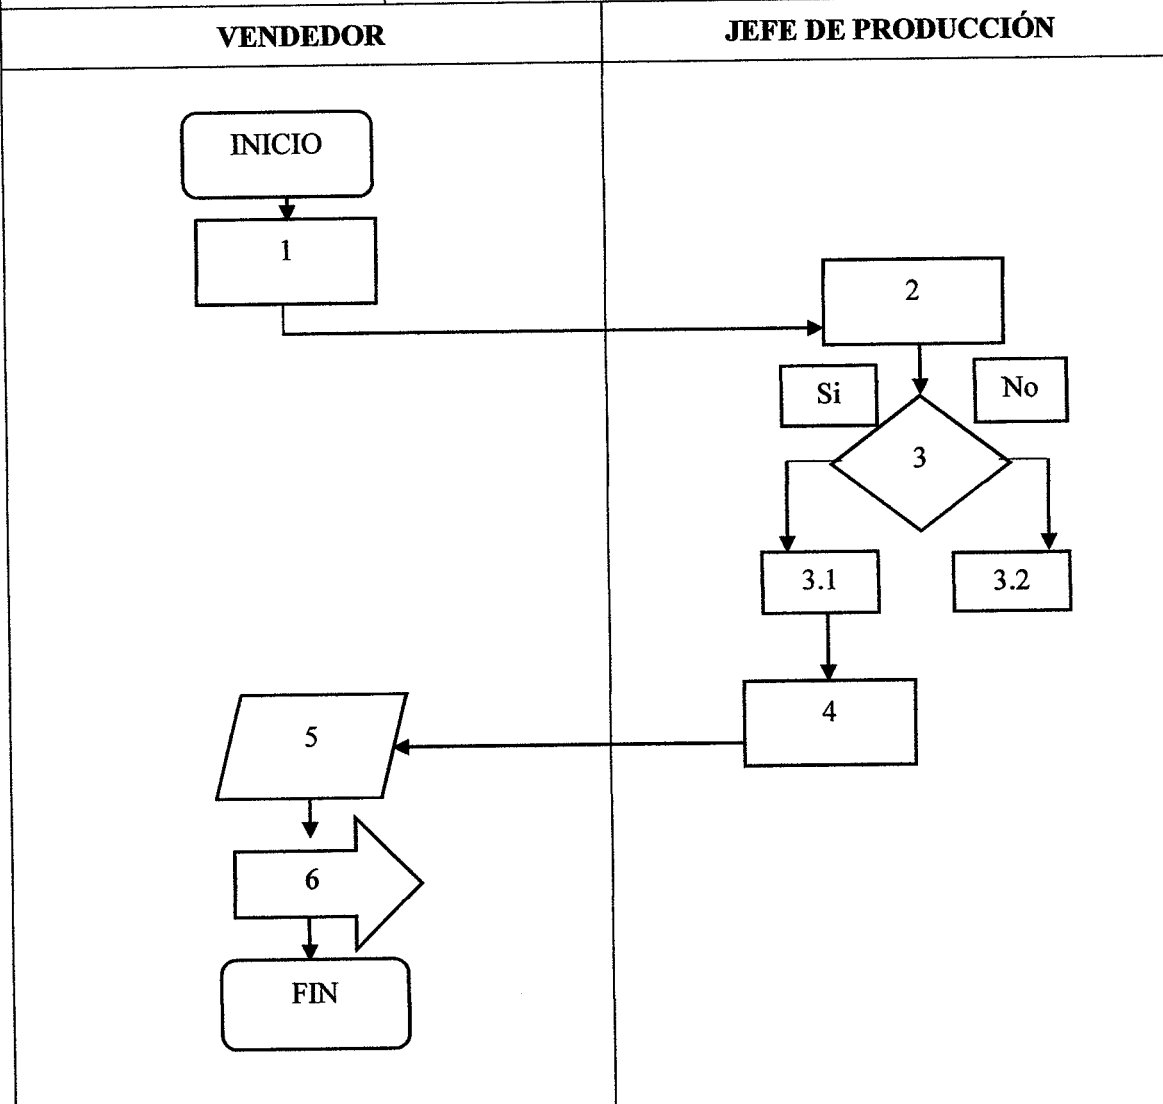 VENDEDOR
JEFE DE PRODUCCIÓN
INICIO
1
2
Si
No
3
3.1
3.2
4
5
6
FIN